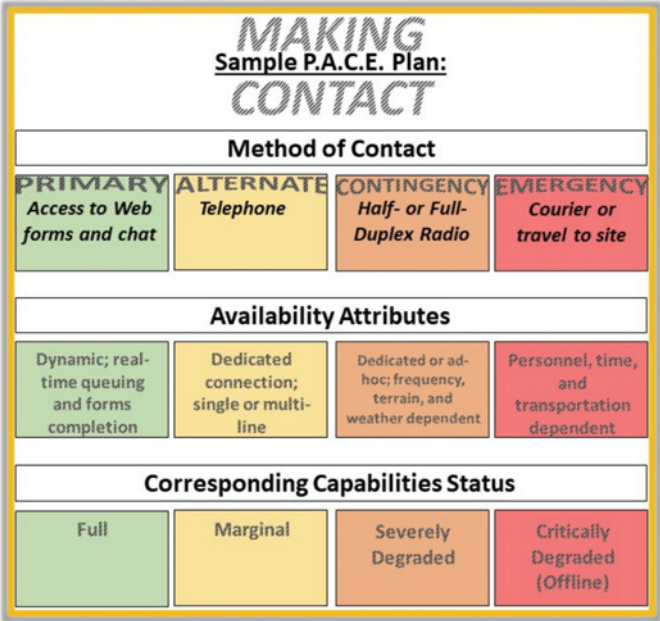 MAKING
Sample P.A.C.E. Plan:
CONTACT
Method of Contact
PRIMARY
Access to Web
forms and chat
ALTERNATE
Telephone
CONTINGENCY
Half- or Full-
Duplex Radio
EMERGENCY
Courier or
travel to site
Availability Attributes
Dynamic; real-
time queuing
and forms
completion
Dedicated
connection;
single or multi-
line
Dedicated or ad-
hoc; frequency,
terrain, and
weather dependent
Personnel, time,
and
transportation
dependent
Corresponding Capabilities Status
Full
Marginal
Severely
Degraded
Critically
Degraded
(Offline)